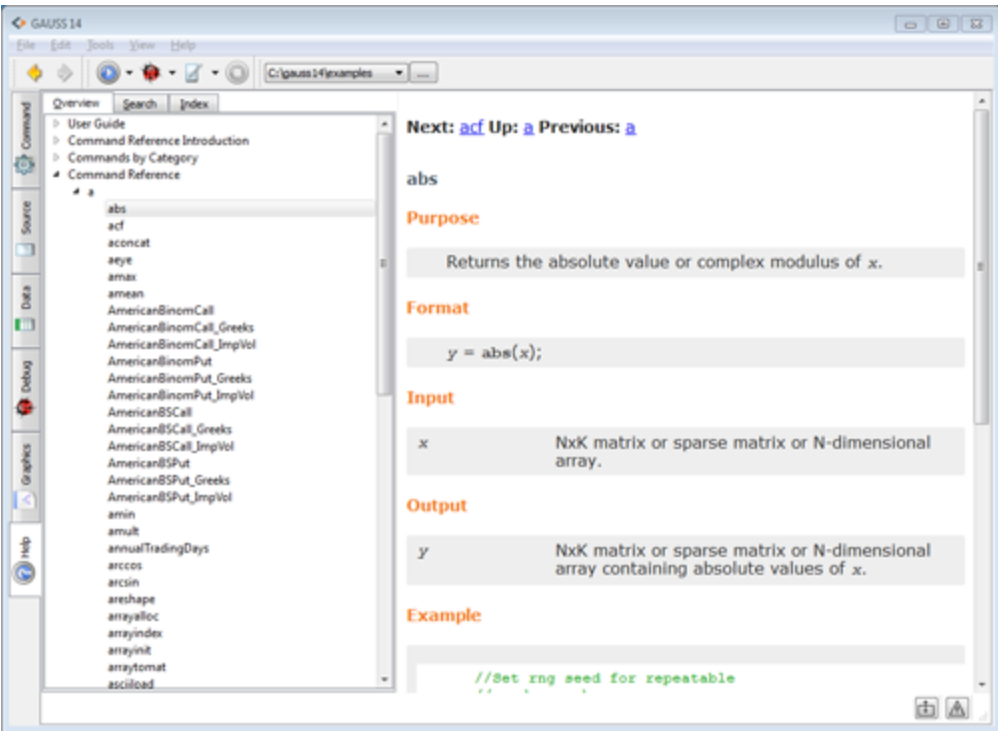 GAUSS 14
File Edit Tools View Help
C:\gauss14\examples ...
Command
Source
Data
Debug
Graphics
Help
Overview Search Index
User Guide
Command Reference Introduction
Commands by Category
Command Reference
a
abs
acf
aconcat
aeye
amax
amean
AmericanBinomCall
AmericanBinomCall_Greeks
AmericanBinomCall_ImpVol
AmericanBinomPut
AmericanBinomPut_Greeks
AmericanBinomPut_ImpVol
AmericanBSCall
AmericanBSCall_Greeks
AmericanBSCall_ImpVol
AmericanBSPut
AmericanBSPut_Greeks
AmericanBSPut_ImpVol
amin
amult
annualTradingDays
arccos
arcsin
areshape
arrayalloc
arrayindex
arrayinit
arraytomat
asciiload
Next: acf Up: a Previous: a
abs
Purpose
Returns the absolute value or complex modulus of x.
Format
y = abs(x);
Input
x NxK matrix or sparse matrix or N-dimensional
array.
Output
y NxK matrix or sparse matrix or N-dimensional
array containing absolute values of x.
Example
//Set rng seed for repeatable